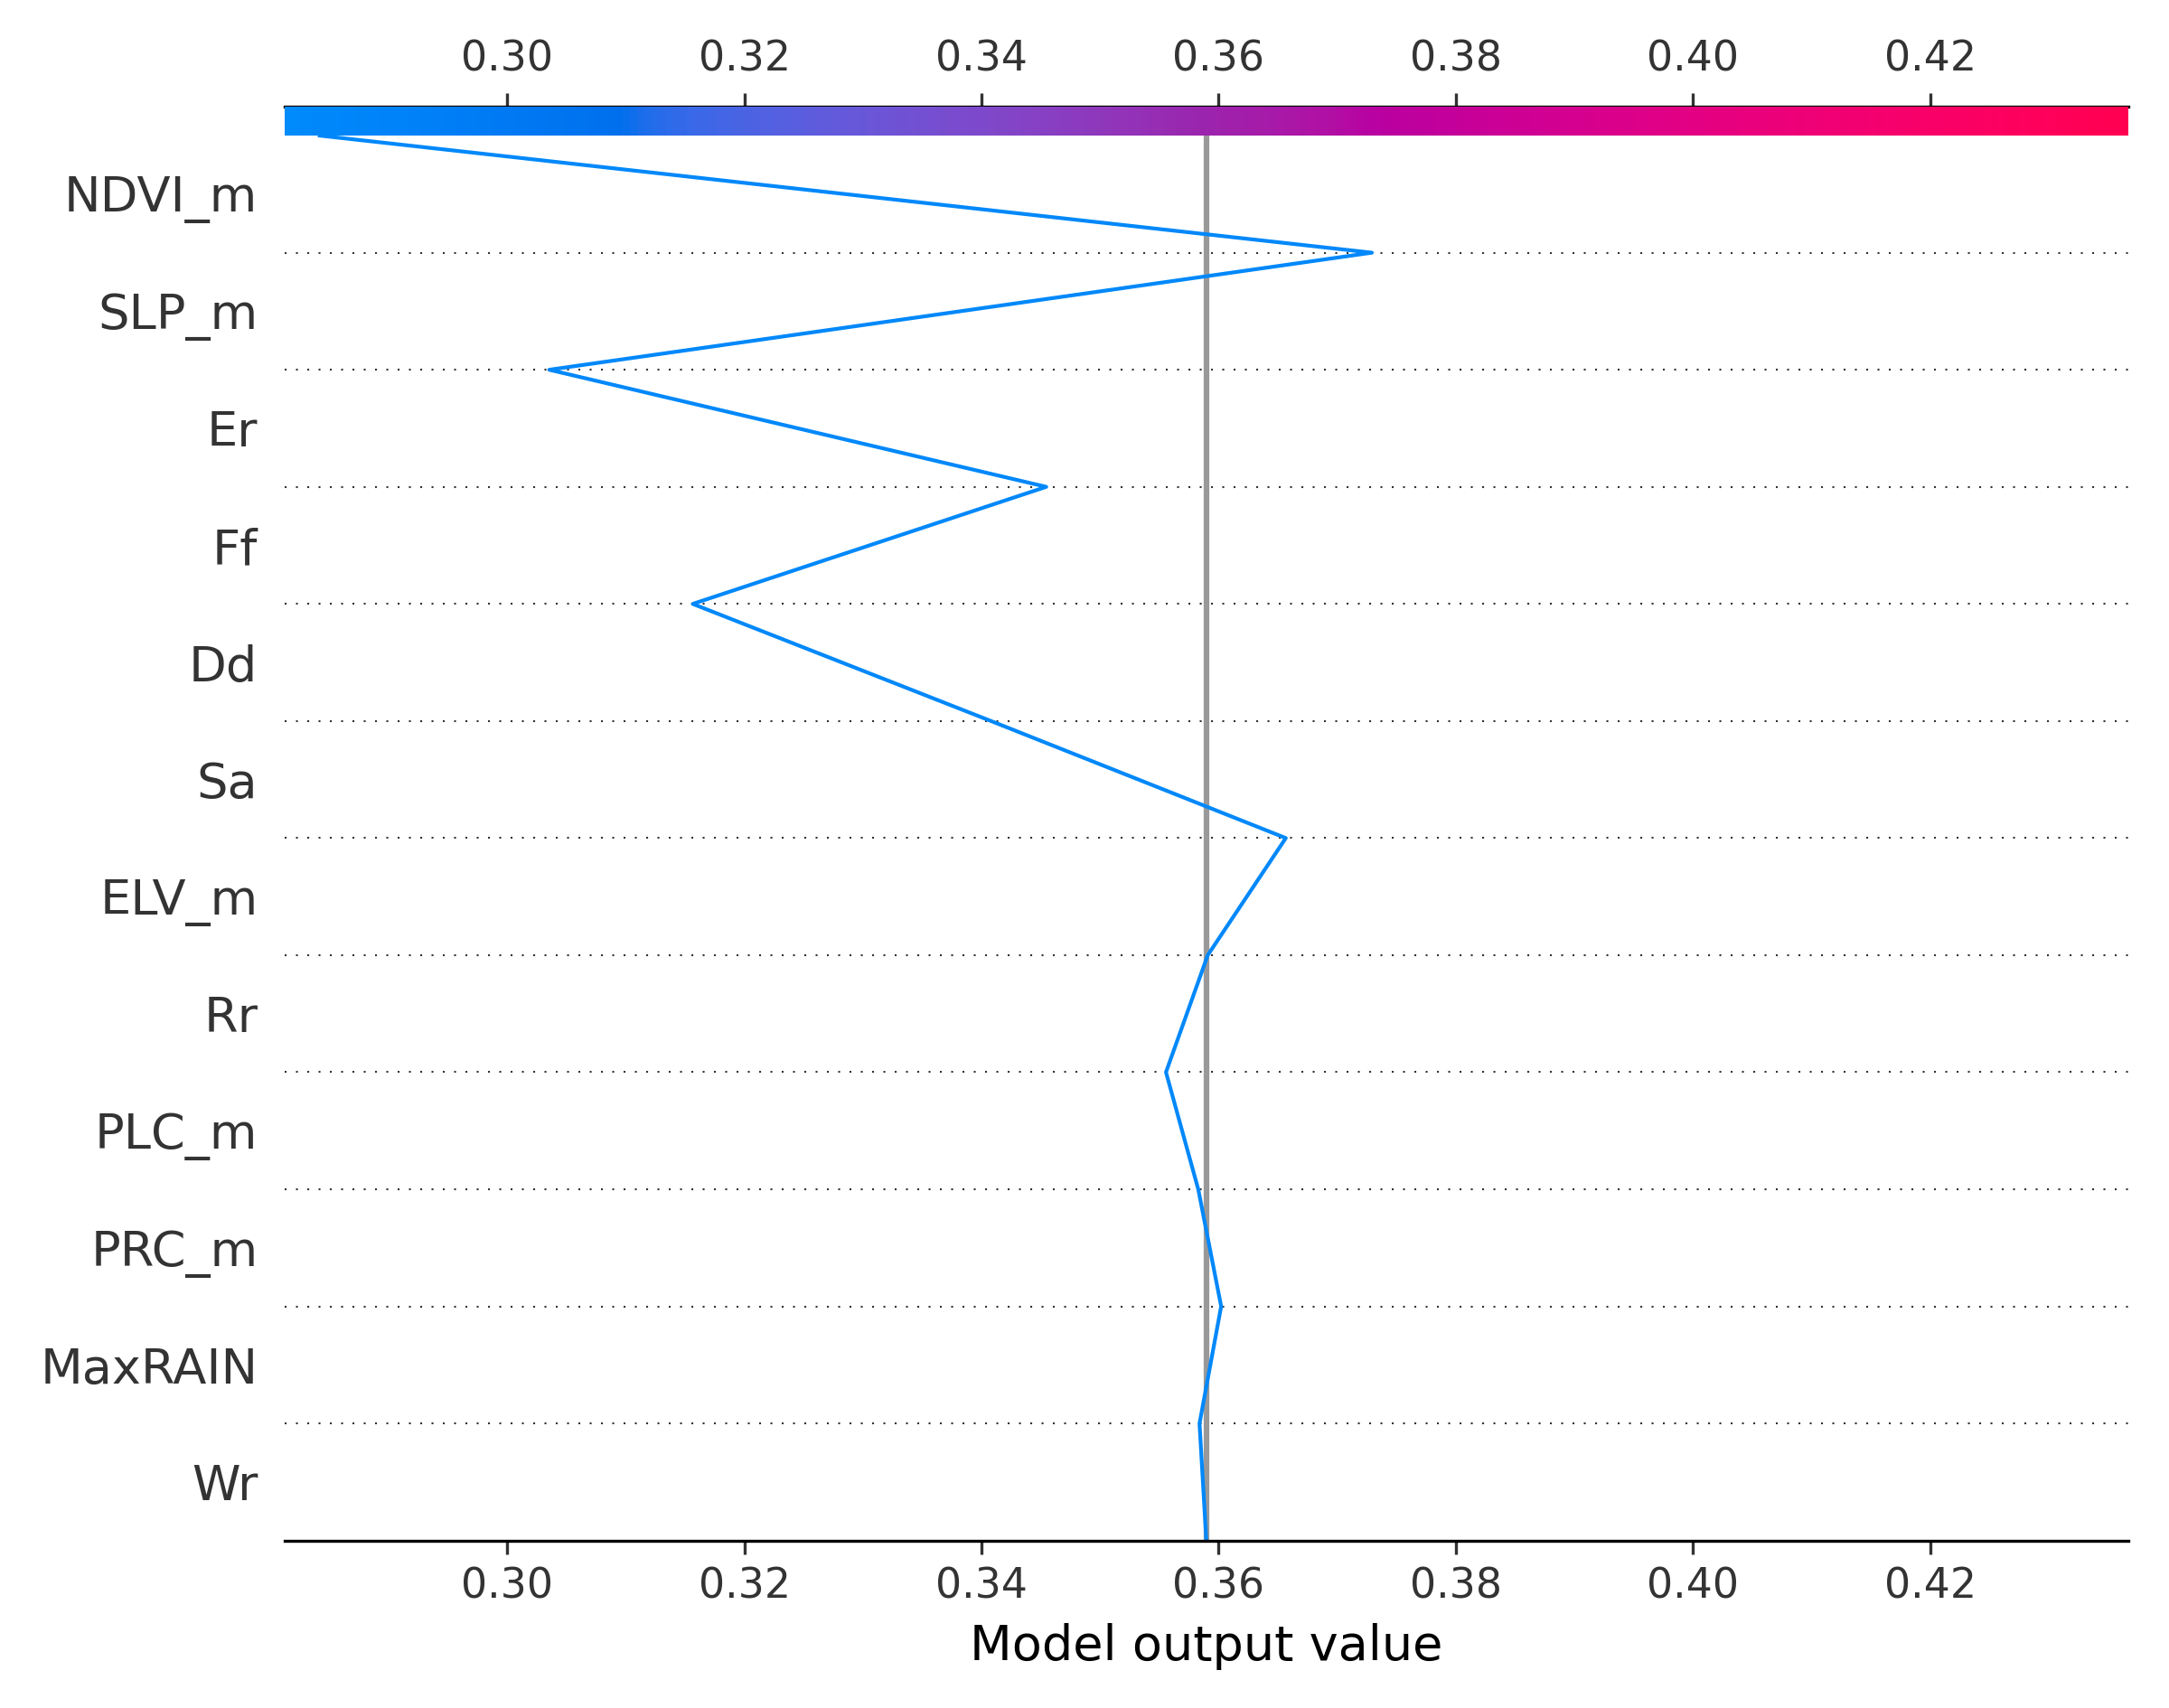 0.30 0.32 0.34 0.36 0.38 0.40 0.42
NDVI_m
SLP_m
Er
Ff
Dd
Sa
ELV_m
Rr
PLC_m
PRC_m
MaxRAIN
Wr
0.30 0.32 0.34 0.36 0.38 0.40 0.42
Model output value